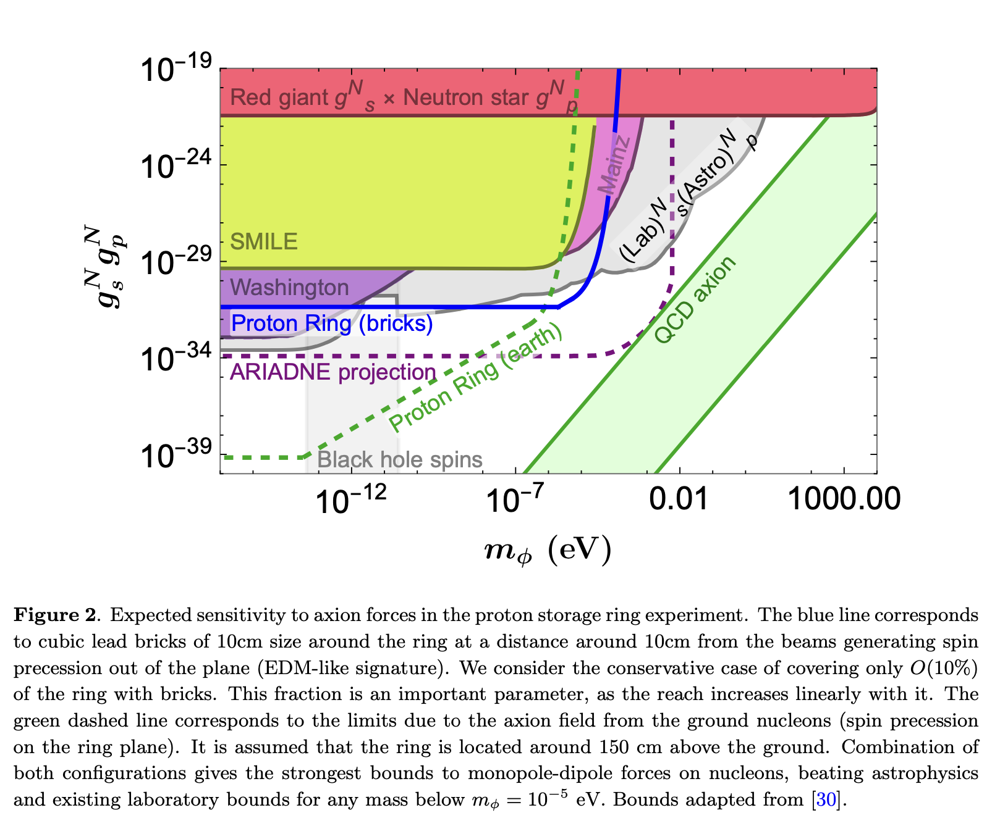 10−19
10−24
10−29
10−34
10−39
gsN gpN
Red giant gNs × Neutron star gNp
SMILE
Mainz
(Lab)Ns(Astro)Np
Washington
Proton Ring (bricks)
ARIADNE projection
Proton Ring (earth)
QCD axion
Black hole spins
10−12
10−7
0.01
1000.00
mϕ (eV)
Figure 2. Expected sensitivity to axion forces in the proton storage ring experiment. The blue line corresponds
to cubic lead bricks of 10cm size around the ring at a distance around 10cm from the beams generating spin
precession out of the plane (EDM-like signature). We consider the conservative case of covering only O(10%)
of the ring with bricks. This fraction is an important parameter, as the reach increases linearly with it. The
green dashed line corresponds to the limits due to the axion field from the ground nucleons (spin precession
on the ring plane). It is assumed that the ring is located around 150 cm above the ground. Combination of
both configurations gives the strongest bounds to monopole-dipole forces on nucleons, beating astrophysics
and existing laboratory bounds for any mass below mϕ = 10−5 eV. Bounds adapted from [30].